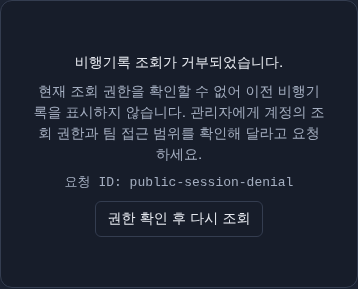 비행기록 조회가 거부되었습니다.
현재 조회 권한을 확인할 수 없어 이전 비행기
록을 표시하지 않습니다. 관리자에게 계정의 조
회 권한과 팀 접근 범위를 확인해 달라고 요청
하세요.
요청 ID: public-session-denial
권한 확인 후 다시 조회